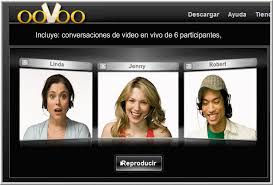 ooVoo
Descargar Ayuda Tien
Incluye: conversaciones de video en vivo de 6 participantes,
Linda Jenny Robert
¡Reproducir